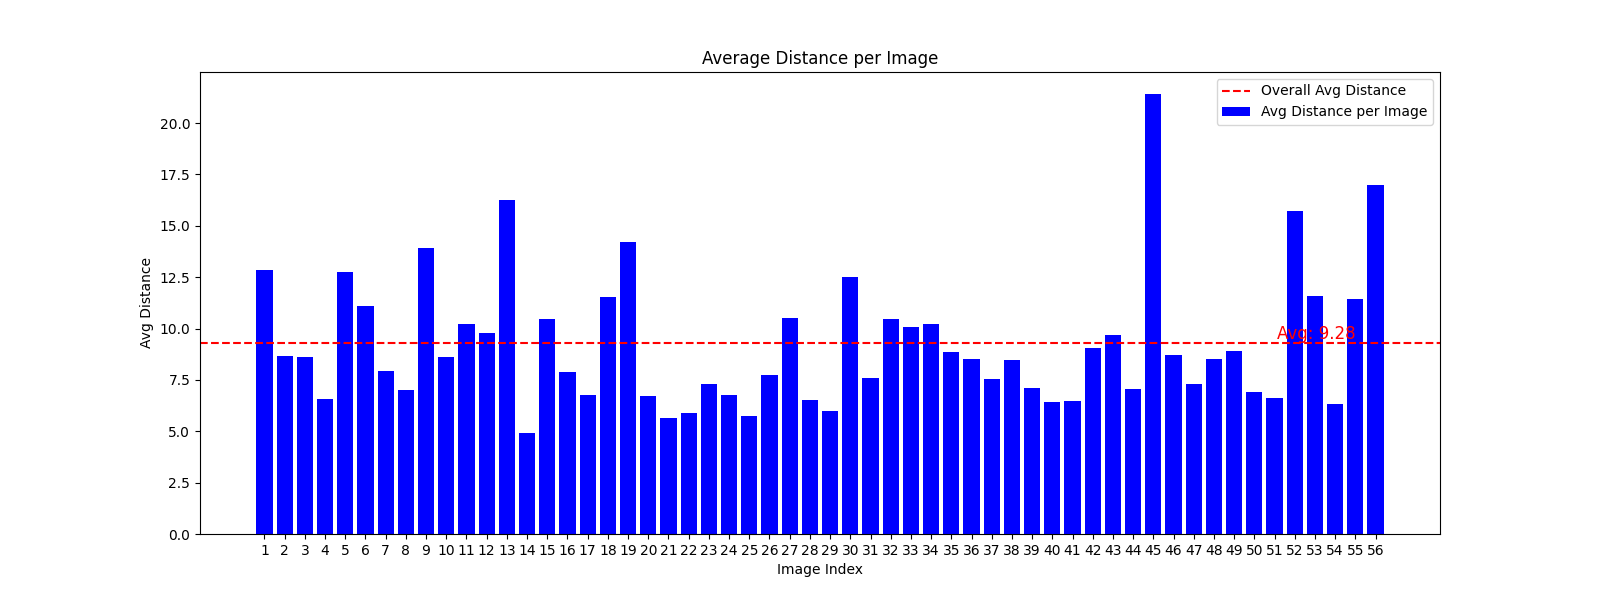 Average Distance per Image
Overall Avg Distance
Avg Distance per Image
20.0
17.5
15.0
12.5
10.0
7.5
5.0
2.5
0.0
Avg Distance
Avg: 9.28
1 2 3 4 5 6 7 8 9 10 11 12 13 14 15 16 17 18 19 20 21 22 23 24 25 26 27 28 29 30 31 32 33 34 35 36 37 38 39 40 41 42 43 44 45 46 47 48 49 50 51 52 53 54 55 56
Image Index